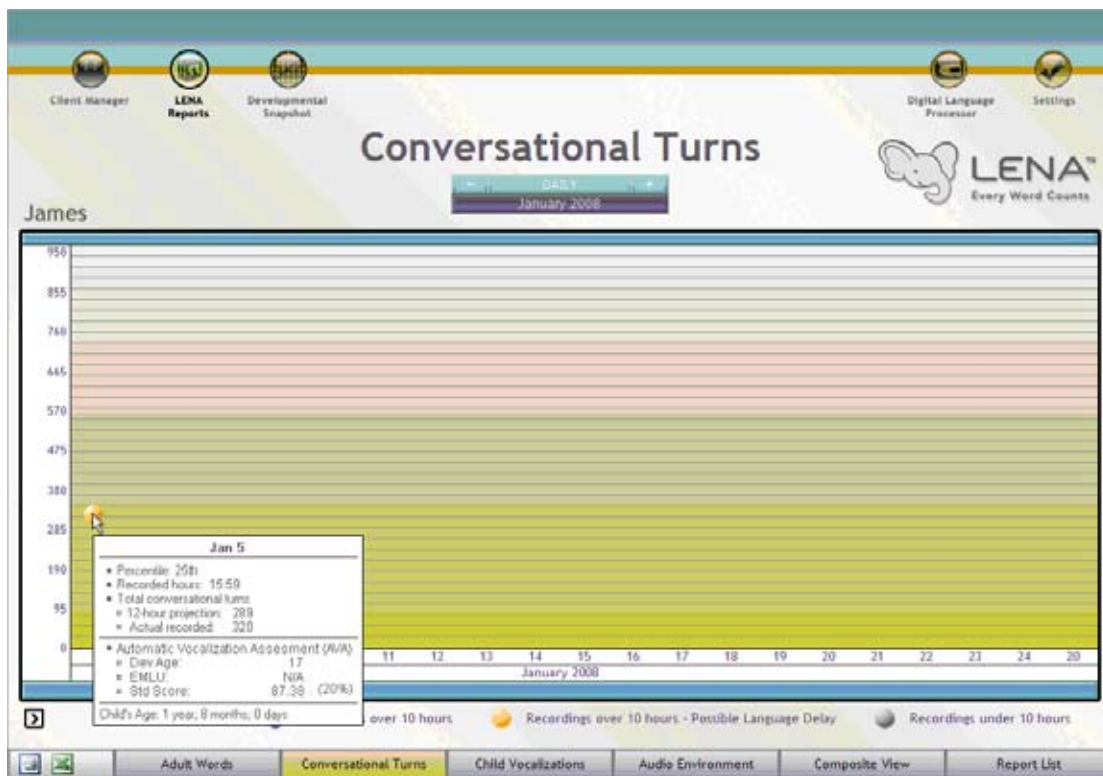 Client Manager
LENA Reports
Developmental Snapshot
Digital Language Processor
Settings
Conversational Turns
LENA™
Every Word Counts
- DAILY +
January 2008
James
950
855
760
665
570
475
380
285
190
95
0
Jan 5
Percentile: 25th
Recorded hours: 15:59
Total conversational turns
12-hour projection: 289
Actual recorded: 320
Automatic Vocalization Assesment (AVA)
Dev Age: 17
EMLU: N/A
Std Score: 87.38 (20%)
Child's Age: 1 year, 8 months, 0 days
11 12 13 14 15 16 17 18 19 20 21 22 23 24 20
January 2008
over 10 hours
Recordings over 10 hours - Possible Language Delay
Recordings under 10 hours
Adult Words
Conversational Turns
Child Vocalizations
Audio Environment
Composite View
Report List